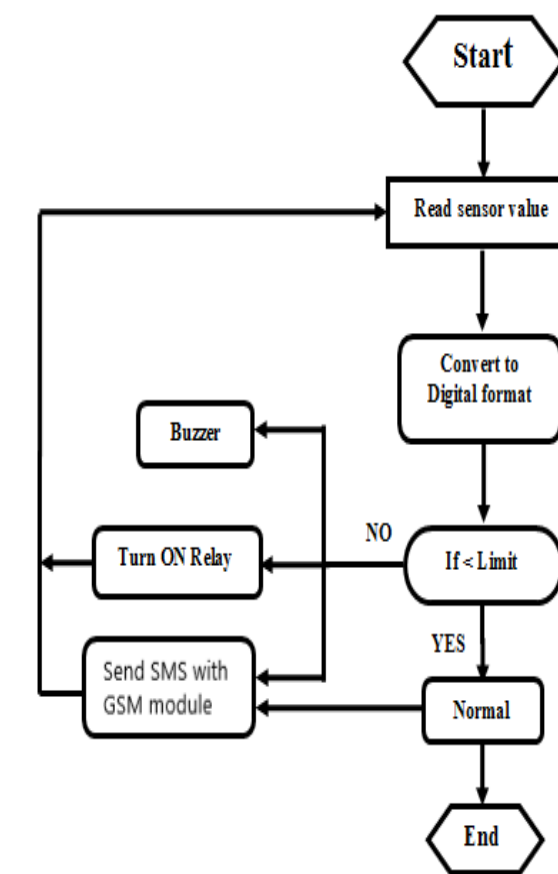 Start
Read sensor value
Convert to
Digital format
Buzzer
NO
Turn ON Relay
If < Limit
YES
Send SMS with
GSM module
Normal
End